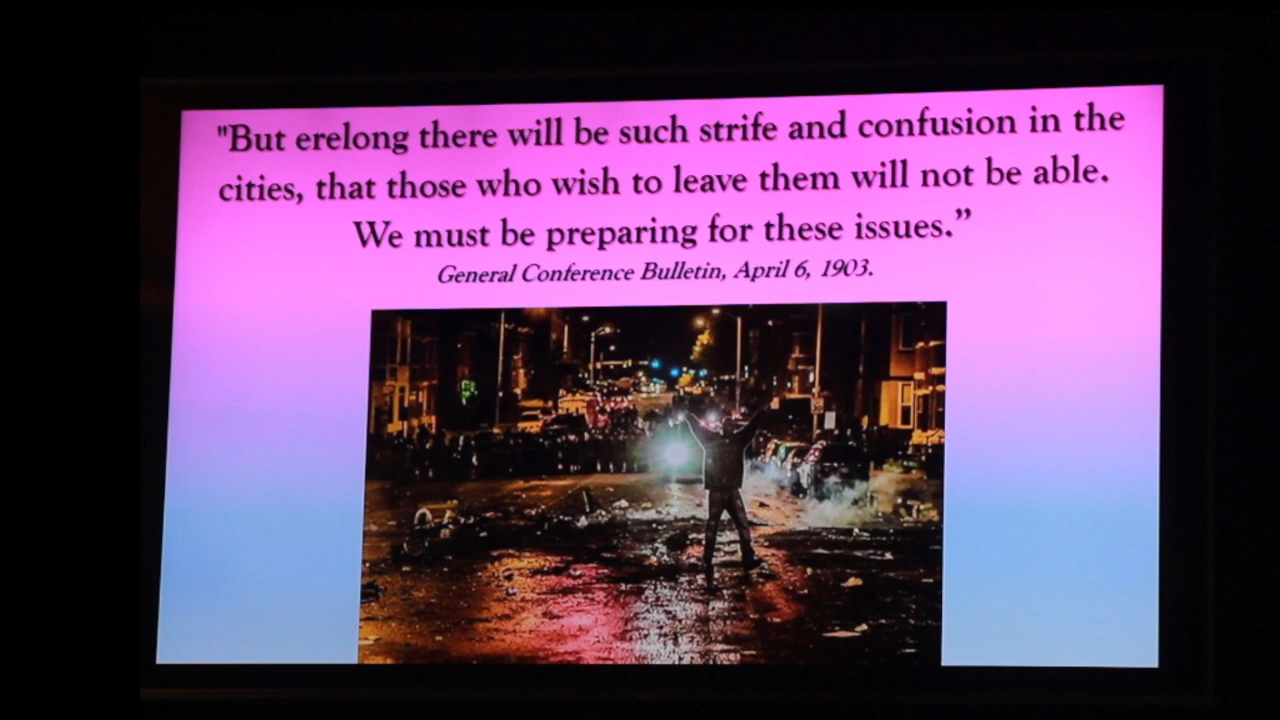 "But erelong there will be such strife and confusion in the
cities, that those who wish to leave them will not be able.
We must be preparing for these issues.”
General Conference Bulletin, April 6, 1903.